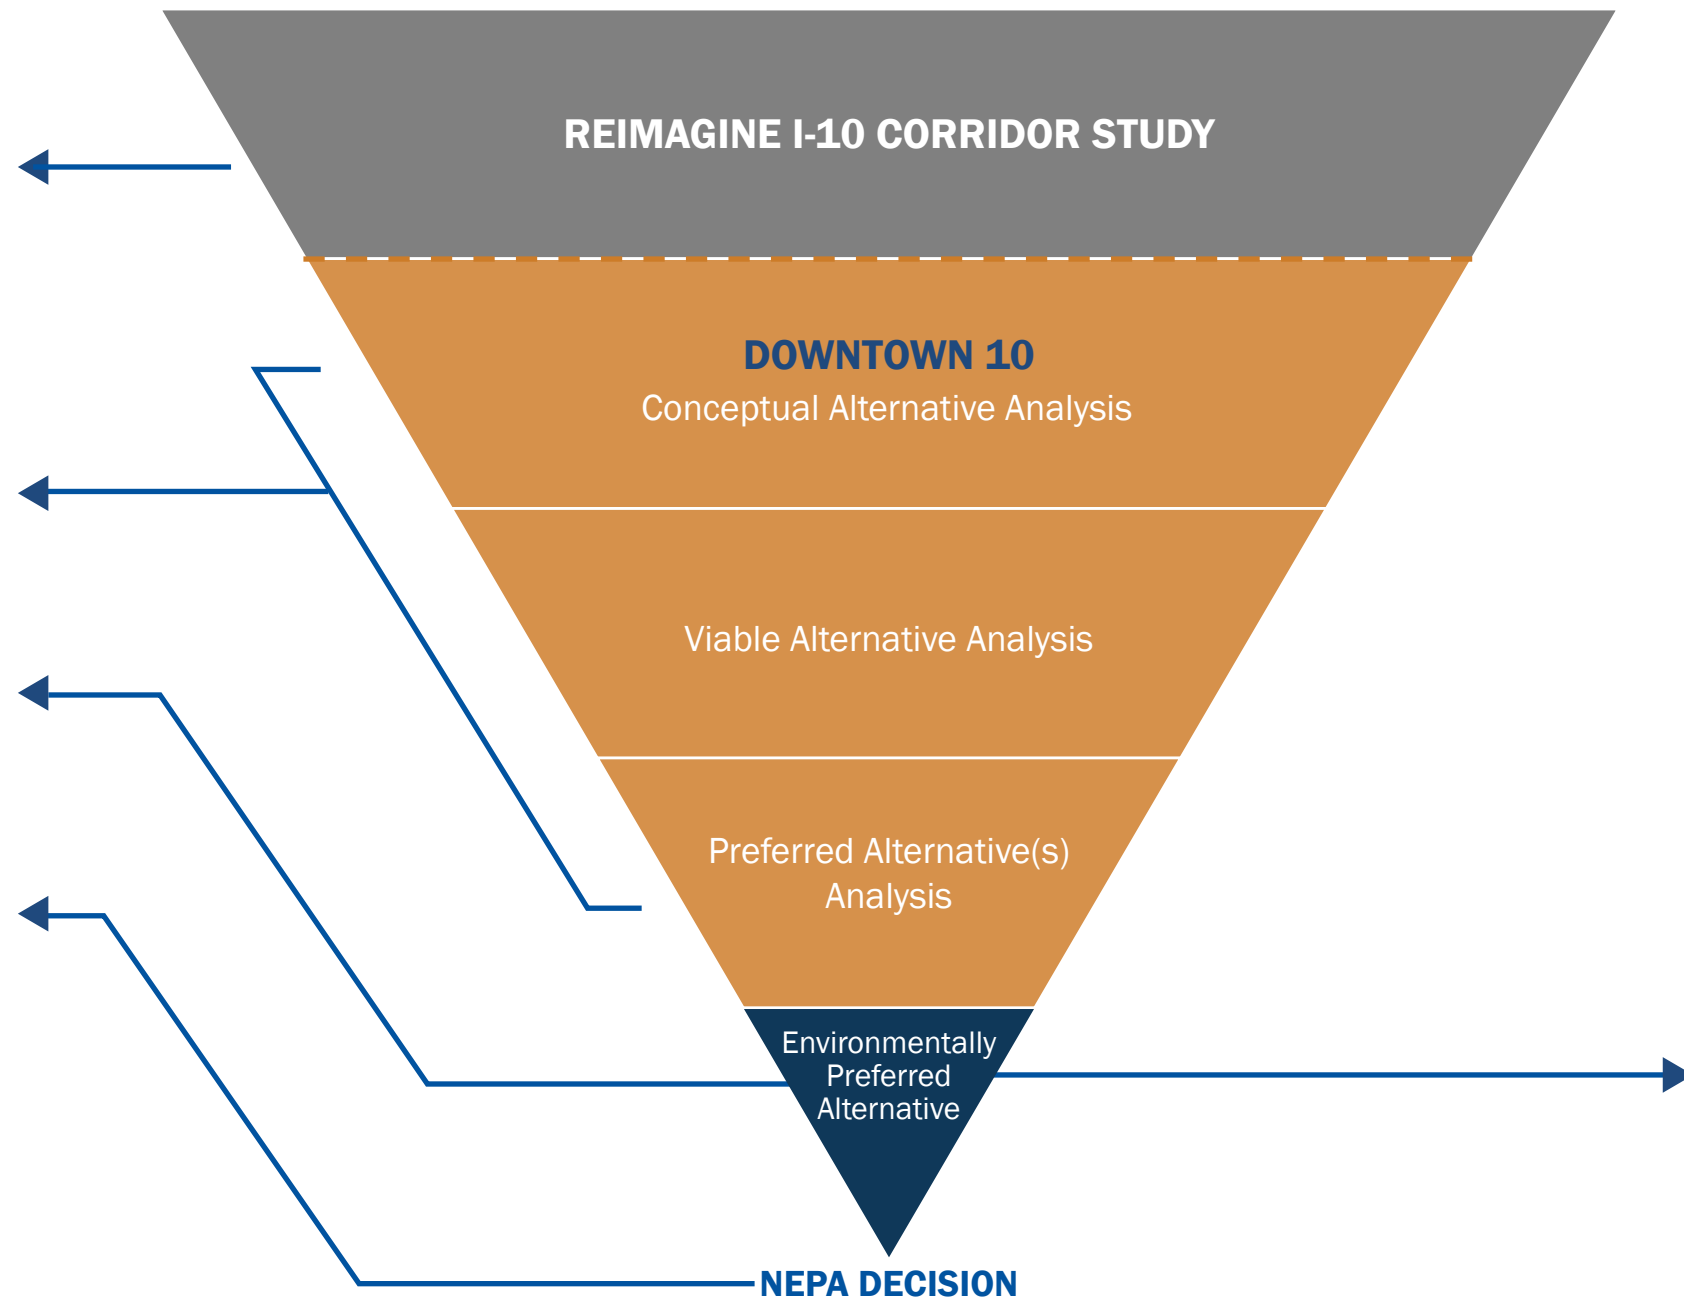 REIMAGINE I-10 CORRIDOR STUDY
DOWNTOWN 10
Conceptual Alternative Analysis
Viable Alternative Analysis
Preferred Alternative(s)
Analysis
Environmentally
Preferred
Alternative
NEPA DECISION